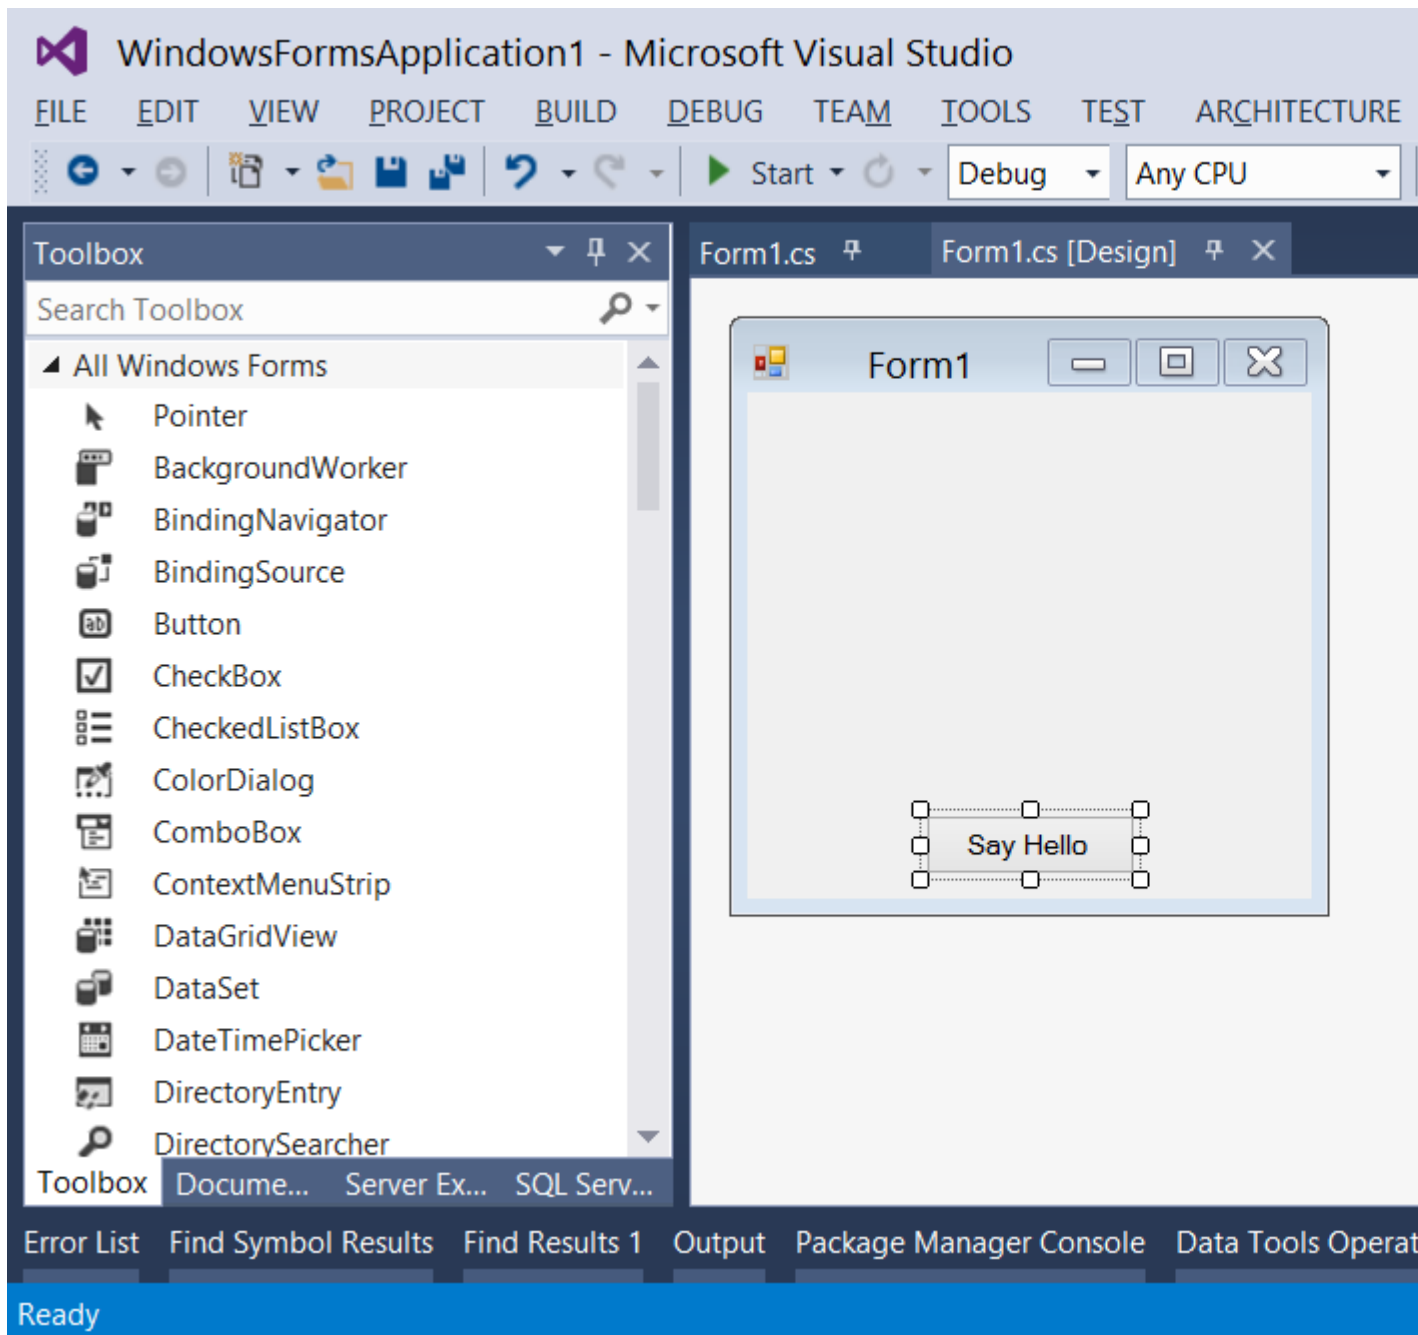 WindowsFormsApplication1 - Microsoft Visual Studio
FILE EDIT VIEW PROJECT BUILD DEBUG TEAM TOOLS TEST ARCHITECTURE
Start Debug Any CPU
Toolbox
Search Toolbox
All Windows Forms
Pointer
BackgroundWorker
BindingNavigator
BindingSource
Button
CheckBox
CheckedListBox
ColorDialog
ComboBox
ContextMenuStrip
DataGridView
DataSet
DateTimePicker
DirectoryEntry
DirectorySearcher
Toolbox Docume... Server Ex... SQL Serv...
Form1.cs Form1.cs [Design]
Form1
Say Hello
Error List Find Symbol Results Find Results 1 Output Package Manager Console Data Tools Operat
Ready